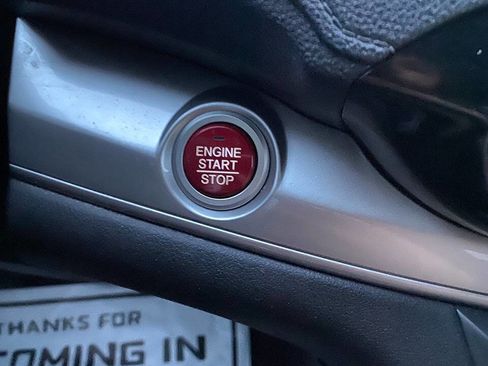 ENGINE
START
STOP
THANKS FOR
COMING IN